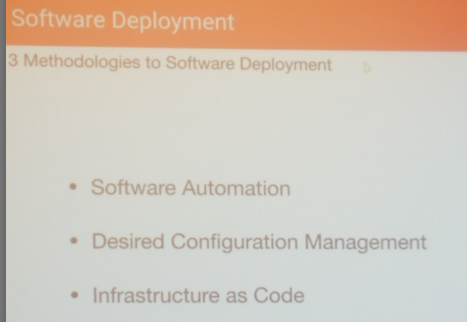 Software Deployment
3 Methodologies to Software Deployment
• Software Automation
• Desired Configuration Management
• Infrastructure as Code